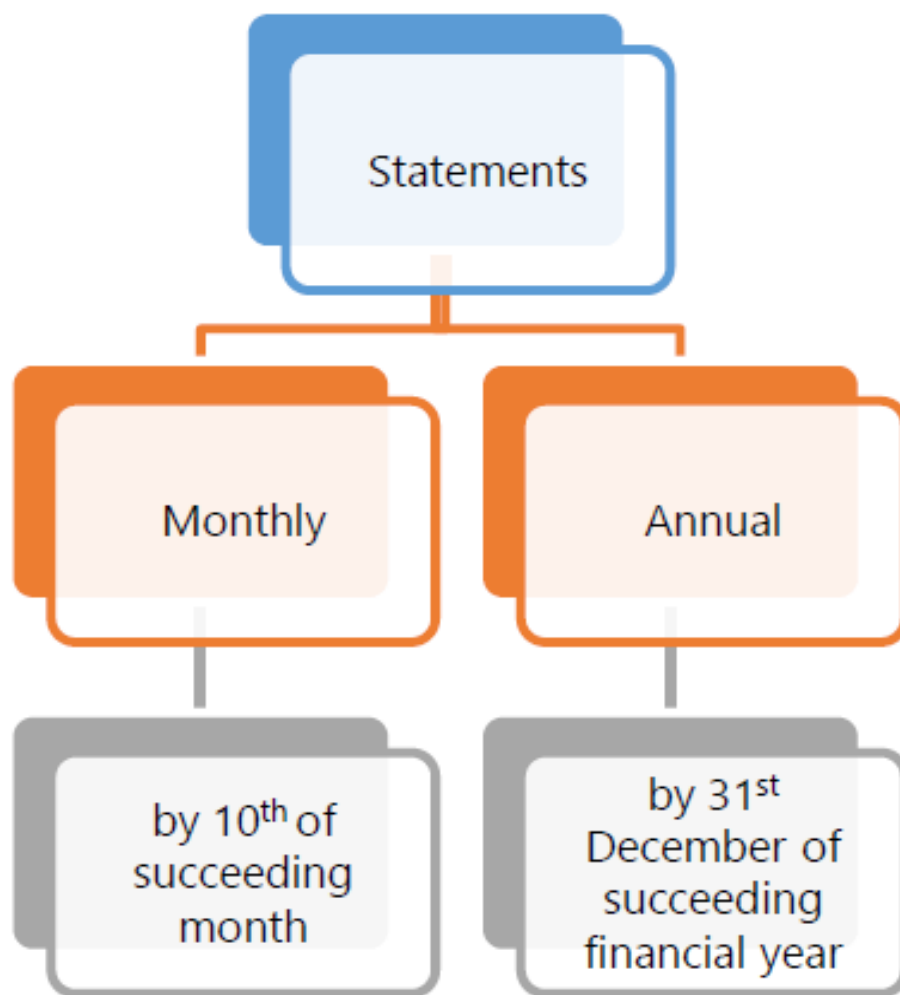 Statements
Monthly
Annual
by 10th of
succeeding
month
by 31st
December of
succeeding
financial year